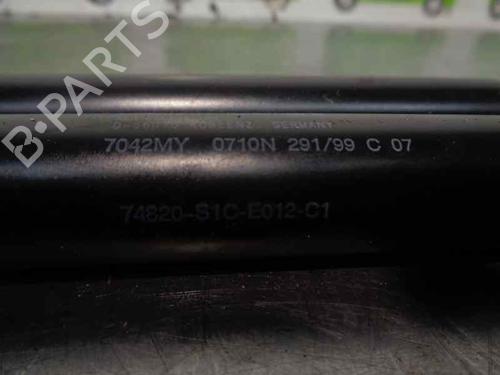 B-PARTS
GERMANY
7042MY 0710N 291/99 C 07
74820-S1C-E012-C1